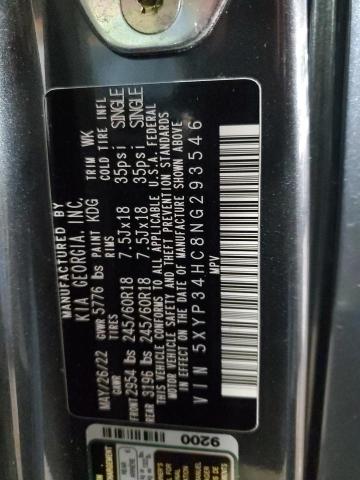 MANUFACTURED BY
KIA GEORGIA, INC.
MAY/26/22 GVWR 5776 lbs PAINT KDG TRIM WK
GAWR TIRES RIMS COLD TIRE INFL
FRONT 2954 lbs 245/60R18 7.5Jx18 35psi SINGLE
REAR 3196 lbs 245/60R18 7.5Jx18 35psi SINGLE
THIS VEHICLE CONFORMS TO ALL APPLICABLE U.S.A. FEDERAL
MOTOR VEHICLE SAFETY AND THEFT PREVENTION STANDARDS
IN EFFECT ON THE DATE OF MANUFACTURE SHOWN ABOVE
VIN 5XYP34HC8NG293546
MPV
9200